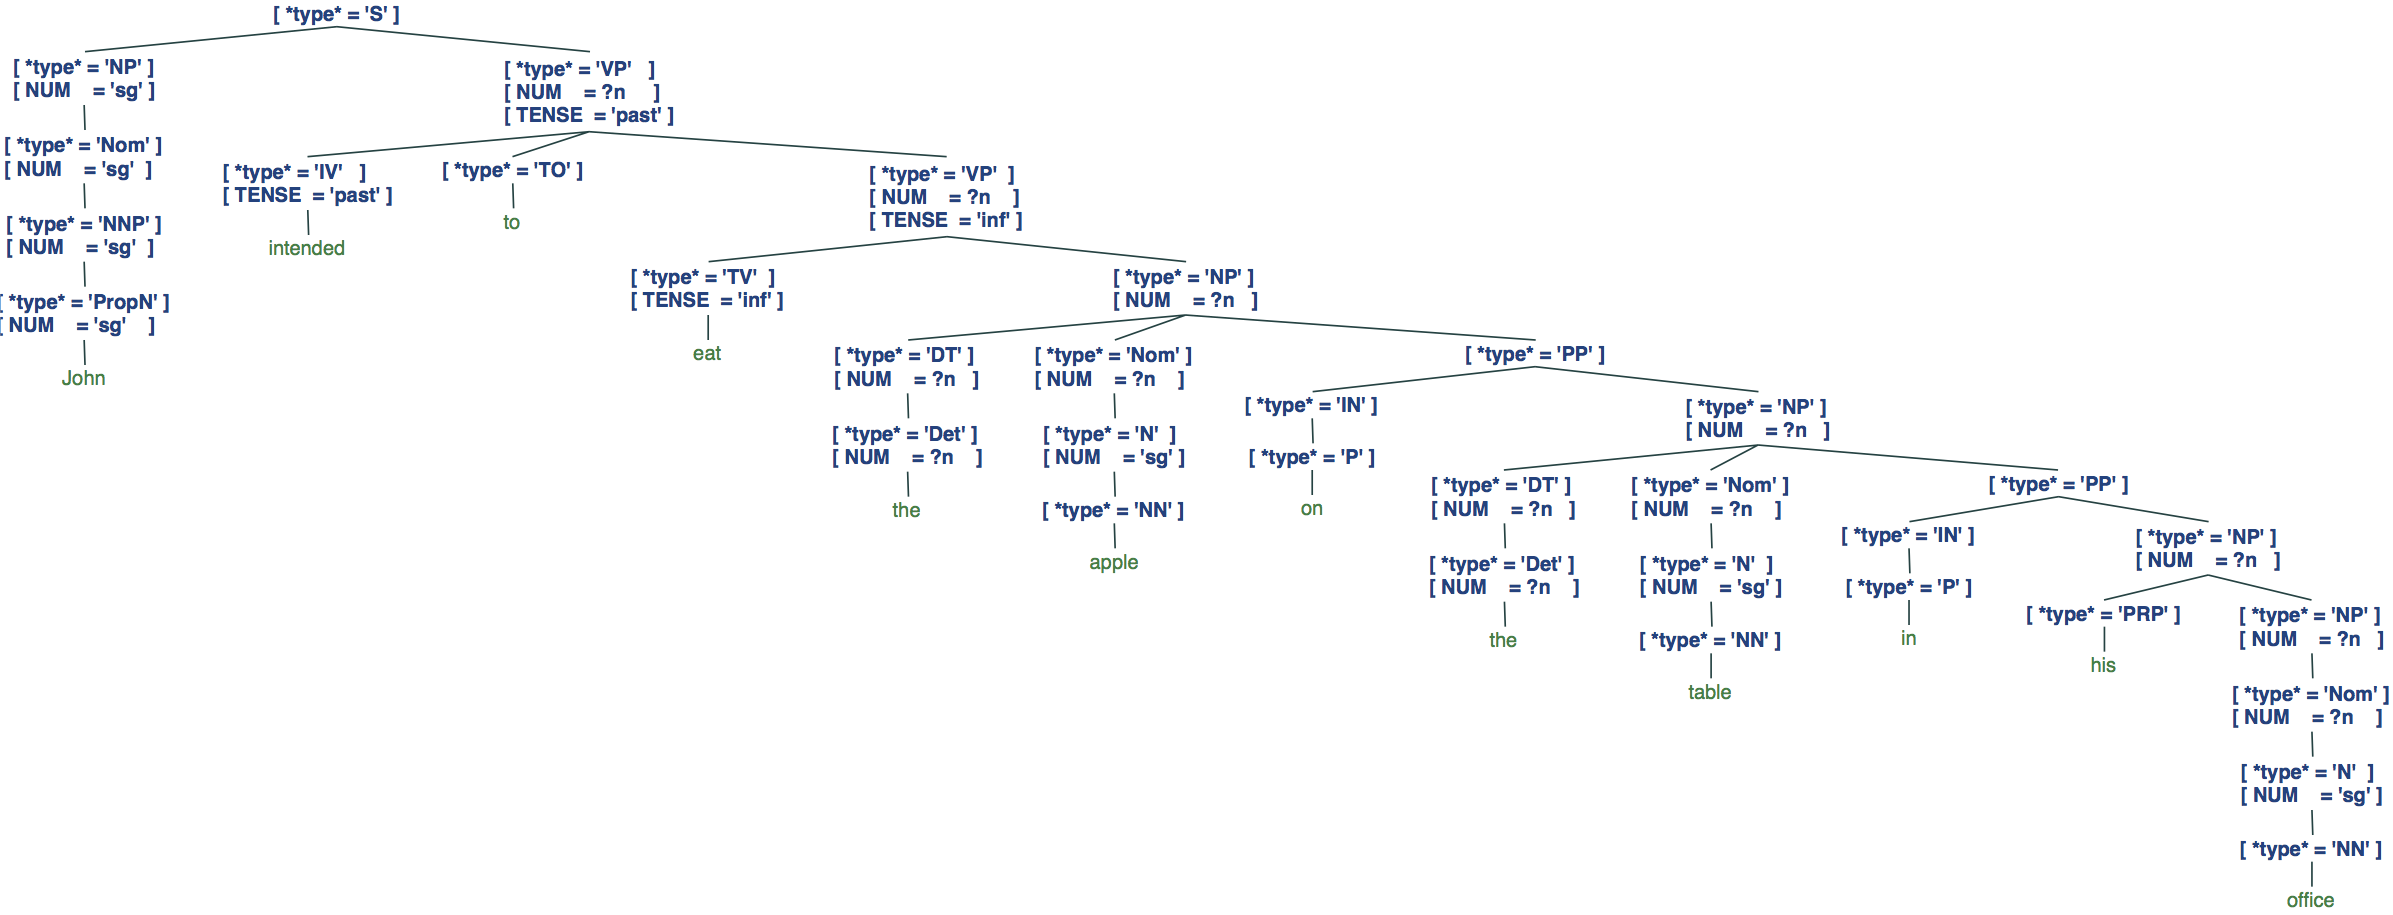 [ *type* = 'S' ]
[ *type* = 'NP' ]
[ NUM = 'sg' ]
[ *type* = 'VP' ]
[ NUM = ?n ]
[ TENSE = 'past' ]
[ *type* = 'Nom' ]
[ NUM = 'sg' ]
[ *type* = 'IV' ]
[ TENSE = 'past' ]
[ *type* = 'TO' ]
[ *type* = 'VP' ]
[ NUM = ?n ]
[ TENSE = 'inf' ]
[ *type* = 'NNP' ]
[ NUM = 'sg' ]
intended
to
[ *type* = 'TV' ]
[ TENSE = 'inf' ]
[ *type* = 'NP' ]
[ NUM = ?n ]
[ *type* = 'PropN' ]
[ NUM = 'sg' ]
John
eat
[ *type* = 'DT' ]
[ NUM = ?n ]
[ *type* = 'Nom' ]
[ NUM = ?n ]
[ *type* = 'PP' ]
[ *type* = 'Det' ]
[ NUM = ?n ]
[ *type* = 'N' ]
[ NUM = 'sg' ]
[ *type* = 'IN' ]
[ *type* = 'P' ]
[ *type* = 'NP' ]
[ NUM = ?n ]
the
[ *type* = 'NN' ]
apple
on
[ *type* = 'DT' ]
[ NUM = ?n ]
[ *type* = 'Nom' ]
[ NUM = ?n ]
[ *type* = 'PP' ]
[ *type* = 'Det' ]
[ NUM = ?n ]
[ *type* = 'N' ]
[ NUM = 'sg' ]
[ *type* = 'IN' ]
[ *type* = 'P' ]
[ *type* = 'NP' ]
[ NUM = ?n ]
the
[ *type* = 'NN' ]
table
in
[ *type* = 'PRP' ]
his
[ *type* = 'NP' ]
[ NUM = ?n ]
[ *type* = 'Nom' ]
[ NUM = ?n ]
[ *type* = 'N' ]
[ NUM = 'sg' ]
[ *type* = 'NN' ]
office